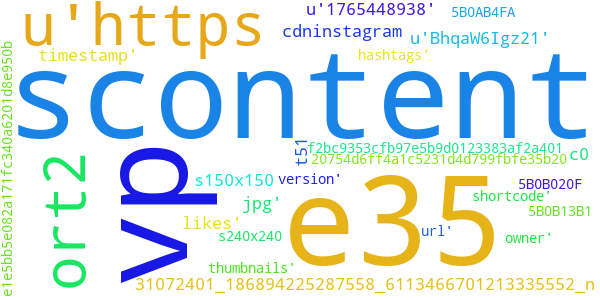 u'https
u'1765448938'
5B0AB4FA
cdninstagram
u'BhqaW6Igz21'
timestamp'
hashtags'
scontent
e1e5bb5e082a171fc340a6201d8e950b
ort2
vp
t51
f2bc9353cfb97e5b9d0123383af2a401
20754d6ff4a1c5231d4d799fbfe35b20
c0
s150x150
version'
5B0B020F
e35
jpg'
shortcode'
5B0B13B1
likes'
s240x240
url'
owner'
thumbnails'
31072401_186894225287558_6113466701213335552_n